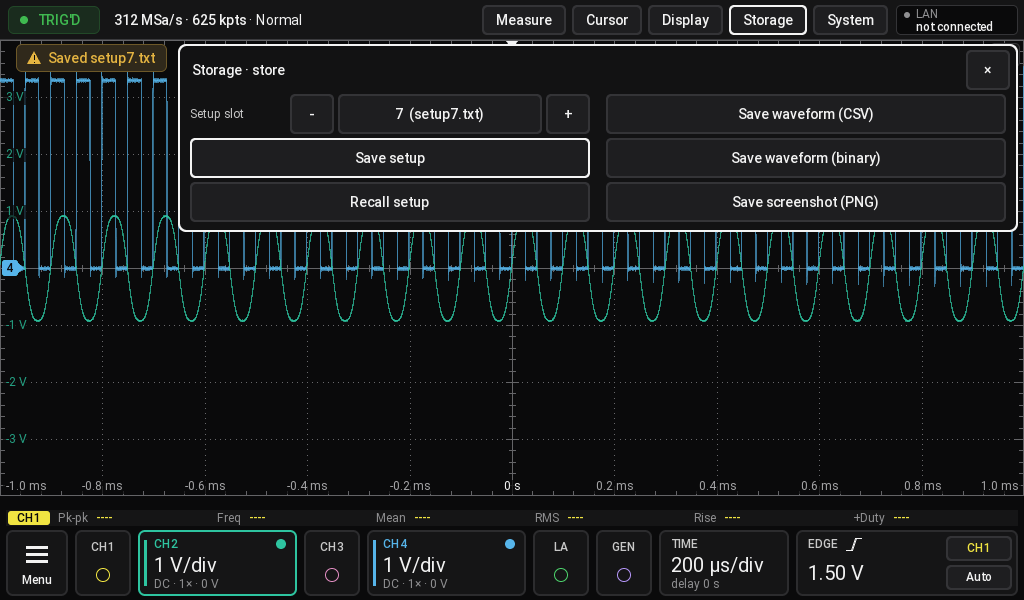 TRIG'D
312 MSa/s · 625 kpts · Normal
Measure
Cursor
Display
Storage
System
LAN
not connected
Saved setup7.txt
Storage · store
×
Setup slot
-
7 (setup7.txt)
+
Save waveform (CSV)
Save setup
Save waveform (binary)
Recall setup
Save screenshot (PNG)
3 V
2 V
1 V
4
-1 V
-2 V
-3 V
-1.0 ms
-0.8 ms
-0.6 ms
-0.4 ms
-0.2 ms
0 s
0.2 ms
0.4 ms
0.6 ms
0.8 ms
1.0 ms
CH1 Pk-pk ---- Freq ---- Mean ---- RMS ---- Rise ---- +Duty ----
Menu
CH1
CH2
1 V/div
DC · 1× · 0 V
CH3
CH4
1 V/div
DC · 1× · 0 V
LA
GEN
TIME
200 µs/div
delay 0 s
EDGE
1.50 V
CH1
Auto